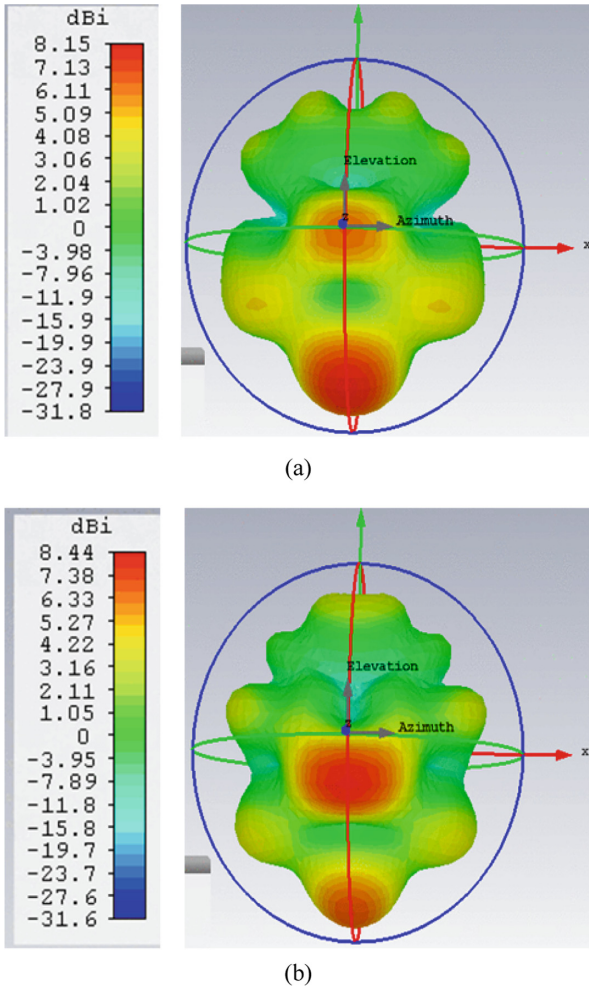 dBi
8.15
7.13
6.11
5.09
4.08
3.06
2.04
1.02
0
-3.98
-7.96
-11.9
-15.9
-19.9
-23.9
-27.9
-31.8
Elevation
z
Azimuth
x
(a)
dBi
8.44
7.38
6.33
5.27
4.22
3.16
2.11
1.05
0
-3.95
-7.89
-11.8
-15.8
-19.7
-23.7
-27.6
-31.6
Elevation
z
Azimuth
x
(b)